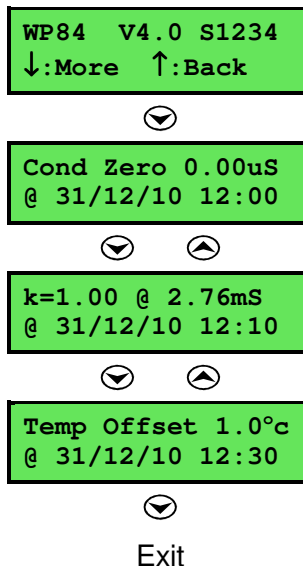 WP84 V4.0 S1234
↓:More ↑:Back
Cond Zero 0.00uS
@ 31/12/10 12:00
k=1.00 @ 2.76mS
@ 31/12/10 12:10
Temp Offset 1.0ºc
@ 31/12/10 12:30
Exit